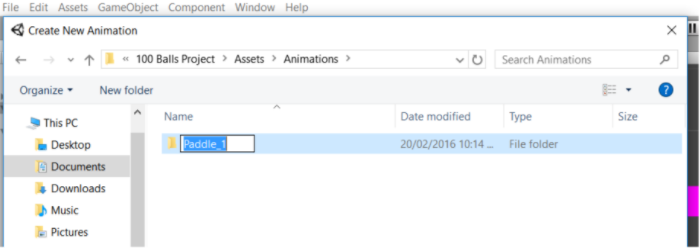 File Edit Assets GameObject Component Window Help
Create New Animation
« 100 Balls Project > Assets > Animations >
Search Animations
Organize New folder
Name Date modified Type Size
This PC
Paddle_1 20/02/2016 10:14 ... File folder
Desktop
Documents
Downloads
Music
Pictures